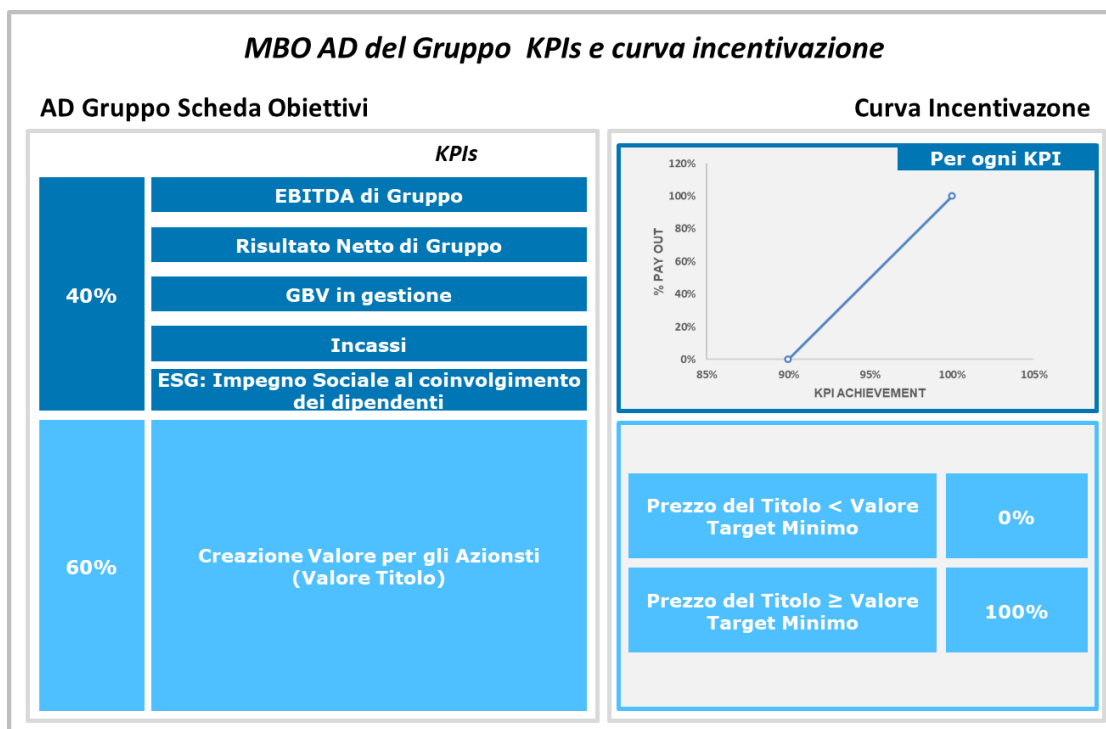 MBO AD del Gruppo  KPIs e curva incentivazione
AD Gruppo Scheda Obiettivi
Curva Incentivazone
KPIs
40%
EBITDA di Gruppo
Risultato Netto di Gruppo
GBV in gestione
Incassi
ESG: Impegno Sociale al coinvolgimento
dei dipendenti
60%
Creazione Valore per gli Azionsti
(Valore Titolo)
Per ogni KPI
% PAY OUT
120%
100%
80%
60%
40%
20%
0%
85%
90%
95%
100%
105%
KPI ACHIEVEMENT
Prezzo del Titolo < Valore
Target Minimo
0%
Prezzo del Titolo ≥ Valore
Target Minimo
100%